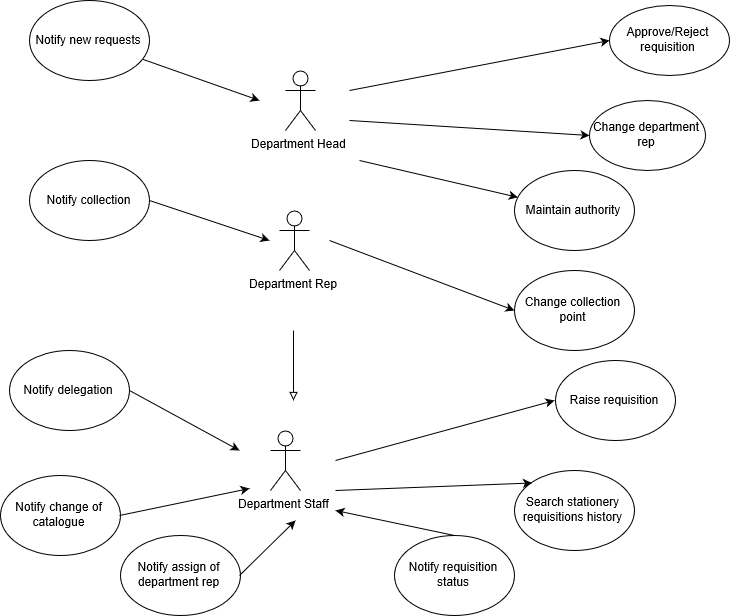 Notify new requests
Approve/Reject
requisition
Department Head
Change department
rep
Notify collection
Maintain authority
Department Rep
Change collection
point
Notify delegation
Raise requisition
Notify change of
catalogue
Department Staff
Search stationery
requisitions history
Notify assign of
department rep
Notify requisition
status